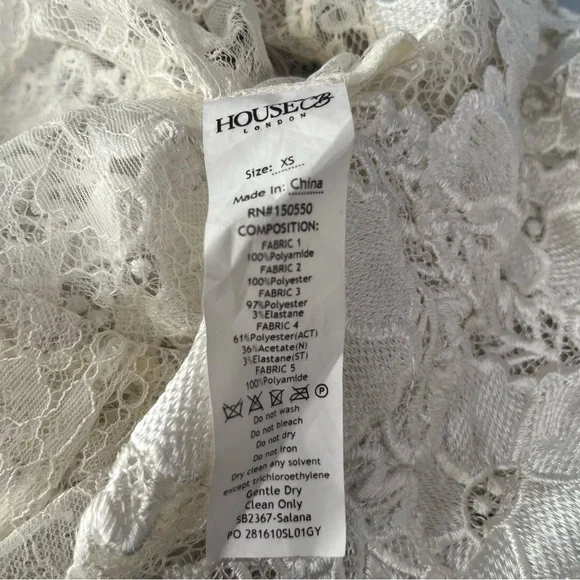 HOUSE OF CB
LONDON
Size: XS
Made in: China
RN#150550
COMPOSITION:
FABRIC 1
100%Polyamide
FABRIC 2
100%Polyester
FABRIC 3
97%Polyester
3%Elastane
FABRIC 4
61%Polyester(ACT)
36%Acetate(N)
3%Elastane(ST)
FABRIC 5
100%Polyamide
P
Do not wash
Do not bleach
Do not dry
Do not iron
Dry clean any solvent
except trichloroethylene
Gentle Dry
Clean Only
SB2367-Salana
PO 281610SL01GY